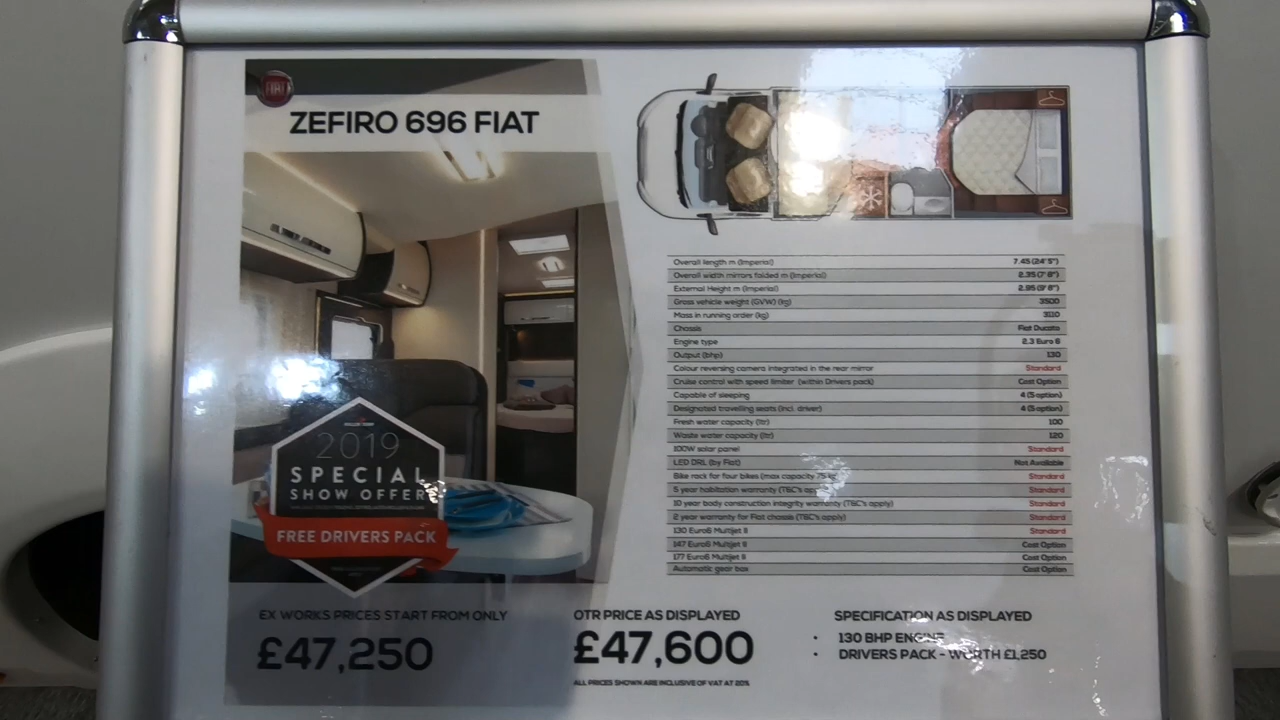 FIAT
ZEFIRO 696 FIAT
Overall length m (Imperial) 7.45 (24'5")
Overall width mirrors folded m (Imperial) 2.35 (7'8")
External Height m (Imperial) 2.95 (9'8")
Gross vehicle weight (GVW) (kg) 3500
Mass in running order (kg) 3110
Chassis Fiat Ducato
Engine type 2.3 Euro 6
Output (bhp) 130
Colour reversing camera integrated in the rear mirror Standard
Cruise control with speed limiter (within Drivers pack) Cost Option
Capable of sleeping 4 (5 option)
Designated travelling seats (incl. driver) 4 (5 option)
Fresh water capacity (ltr) 100
Waste water capacity (ltr) 120
100W solar panel Standard
LED DRL (by Fiat) Not Available
Bike rack for four bikes (max capacity Standard
5 year habitation warranty (T&C's apply) Standard
10 year body construction integrity warranty (T&C's apply) Standard
2 year warranty for Fiat chassis (T&C's apply) Standard
130 Euro6 Multijet II Standard
147 Euro6 Multijet II Cost Option
177 Euro6 Multijet II Cost Option
Automatic gear box Cost Option
2019
SPECIAL
SHOW OFFER
FREE DRIVERS PACK
EX WORKS PRICES START FROM ONLY
£47,250
OTR PRICE AS DISPLAYED
£47,600
ALL PRICES SHOWN ARE INCLUSIVE OF VAT AT 20%
SPECIFICATION AS DISPLAYED
• 130 BHP ENGINE
• DRIVERS PACK - WORTH £1,250